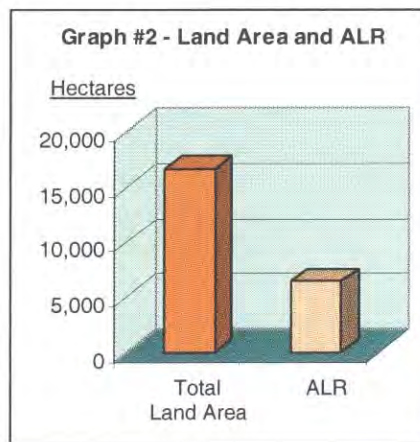 Graph #2 - Land Area and ALR
Hectares
20,000
15,000
10,000
5,000
0
Total
Land Area
ALR